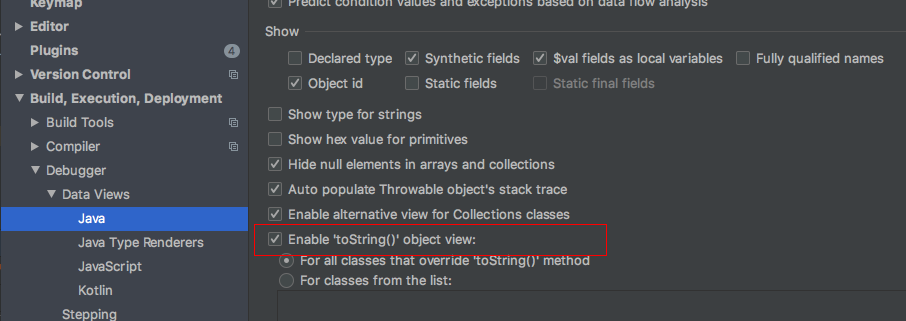 Keymap
Editor
Plugins 4
Version Control
Build, Execution, Deployment
Build Tools
Compiler
Debugger
Data Views
Java
Java Type Renderers
JavaScript
Kotlin
Stepping
Predict condition values and exceptions based on data flow analysis
Show
Declared type Synthetic fields $val fields as local variables Fully qualified names
Object id Static fields Static final fields
Show type for strings
Show hex value for primitives
Hide null elements in arrays and collections
Auto populate Throwable object's stack trace
Enable alternative view for Collections classes
Enable 'toString()' object view:
For all classes that override 'toString()' method
For classes from the list: